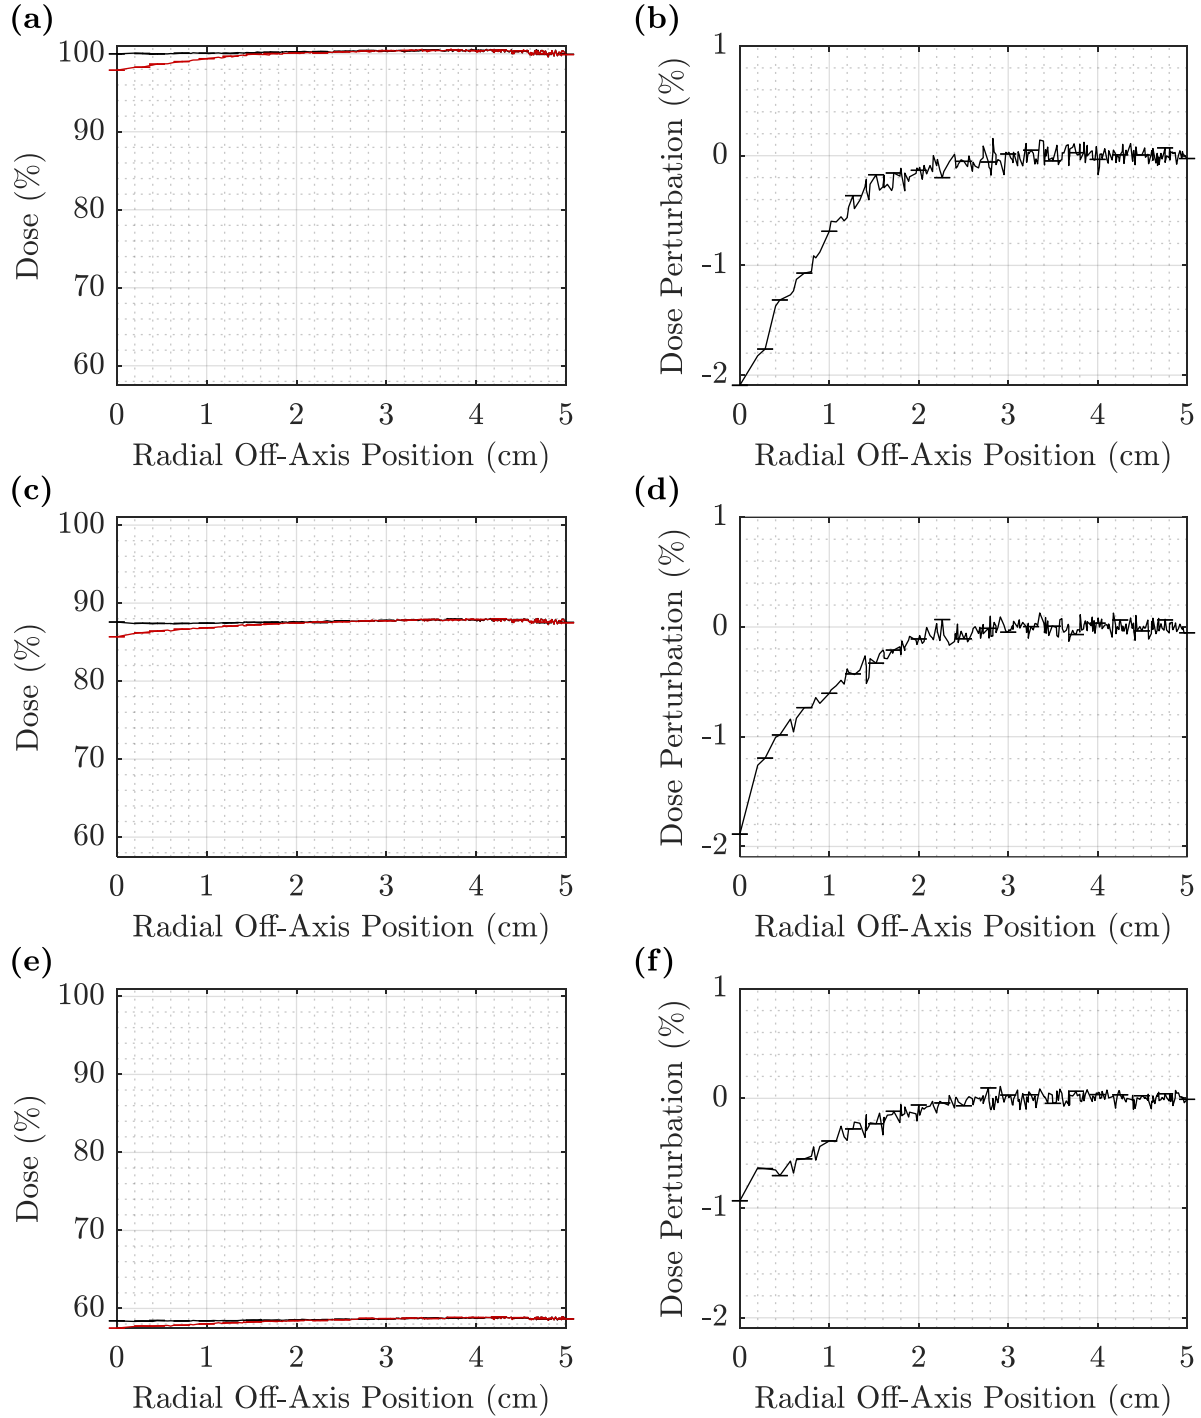 (a)
100
90
80
70
60
Dose (%)
0 1 2 3 4 5
Radial Off-Axis Position (cm)
(b)
1
0
-1
-2
Dose Perturbation (%)
0 1 2 3 4 5
Radial Off-Axis Position (cm)
(c)
100
90
80
70
60
Dose (%)
0 1 2 3 4 5
Radial Off-Axis Position (cm)
(d)
1
0
-1
-2
Dose Perturbation (%)
0 1 2 3 4 5
Radial Off-Axis Position (cm)
(e)
100
90
80
70
60
Dose (%)
0 1 2 3 4 5
Radial Off-Axis Position (cm)
(f)
1
0
-1
-2
Dose Perturbation (%)
0 1 2 3 4 5
Radial Off-Axis Position (cm)